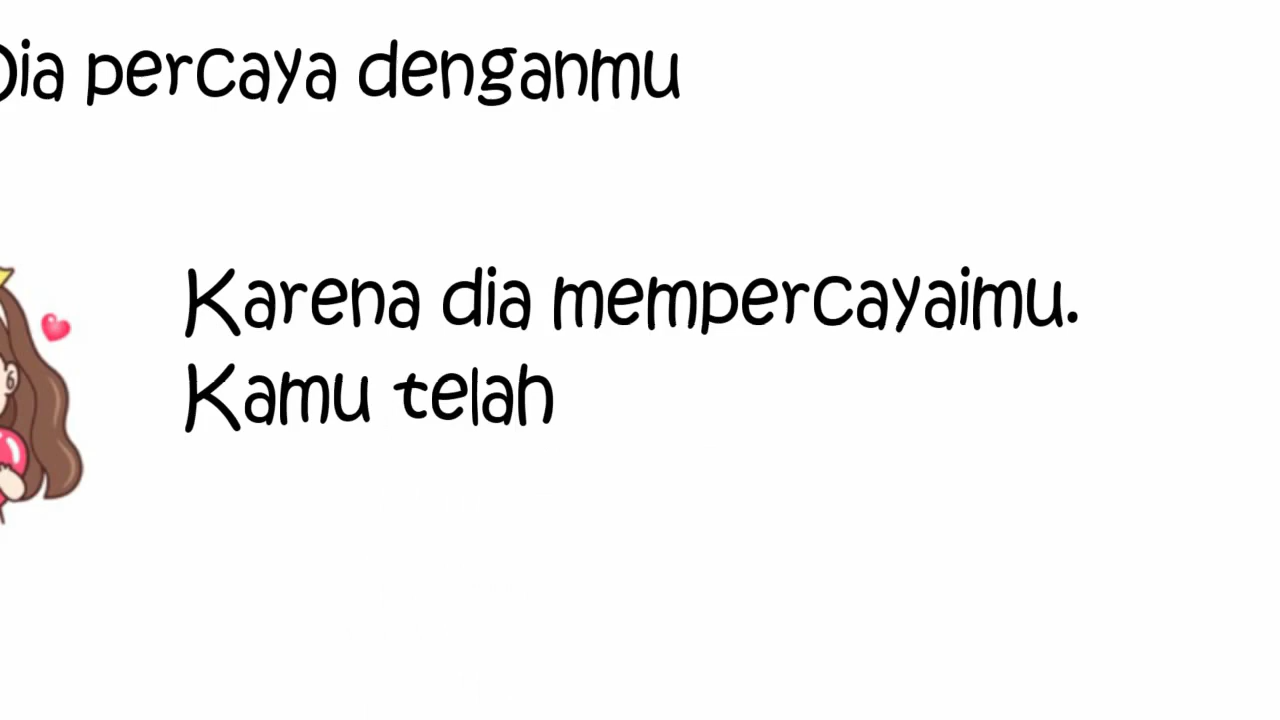 Dia percaya denganmu
Karena dia mempercayaimu.
Kamu telah